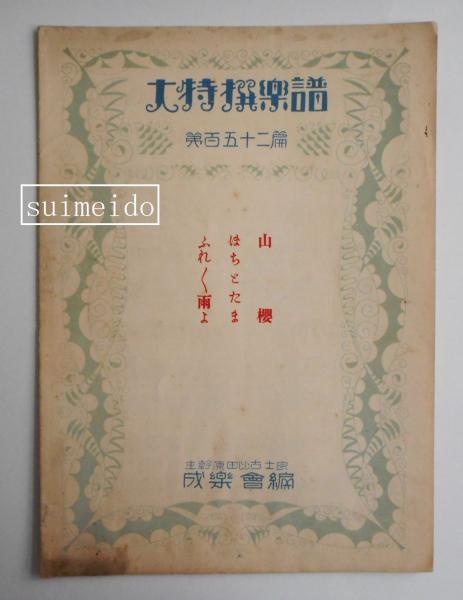 大特撰樂譜
第百五十二篇
suimeido
山櫻
ほちとたま
ふれ〳〵雨よ
成樂會編